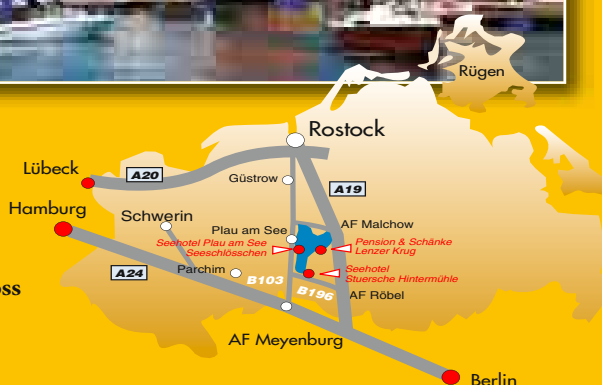 Rügen
Rostock
Lübeck
A20
Güstrow
A19
Hamburg
Schwerin
Plau am See
AF Malchow
Seehotel Plau am See
Seeschlösschen
Pension & Schänke
Lenzer Krug
A24
Parchim
B103
Seehotel
Stuersche Hintermühle
B196
AF Röbel
oss
AF Meyenburg
Berlin